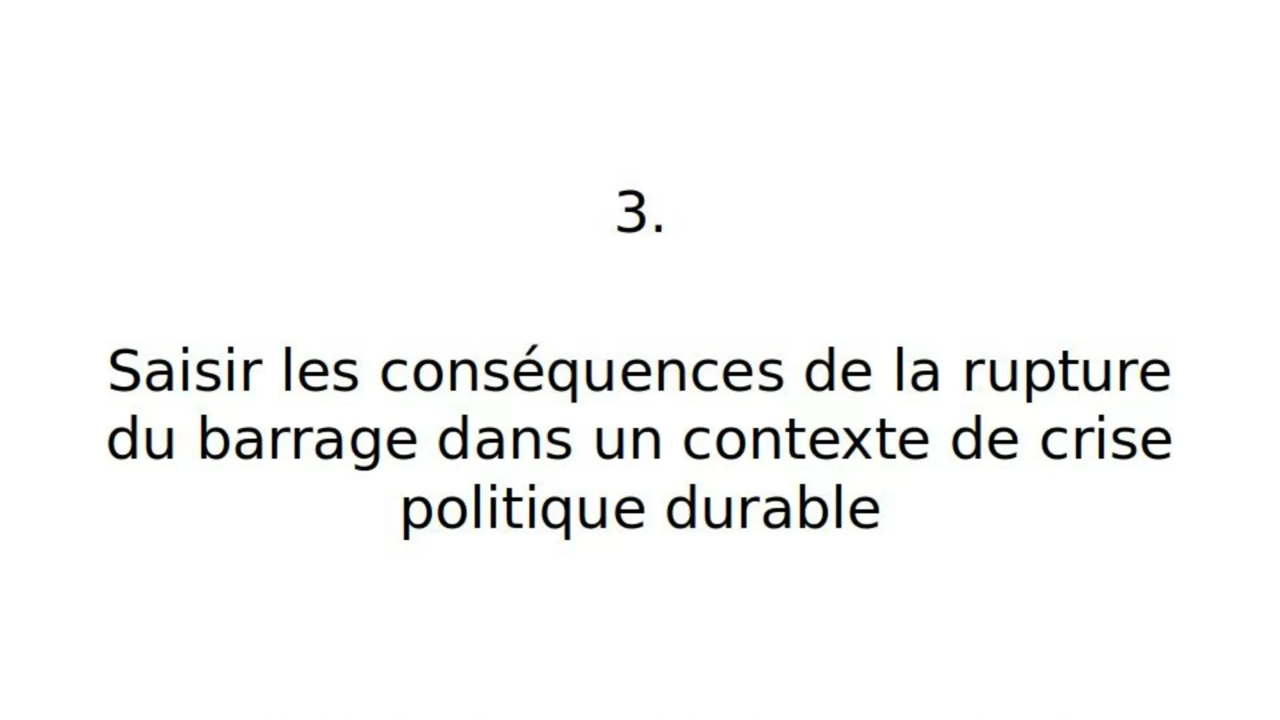 3.
Saisir les conséquences de la rupture
du barrage dans un contexte de crise
politique durable